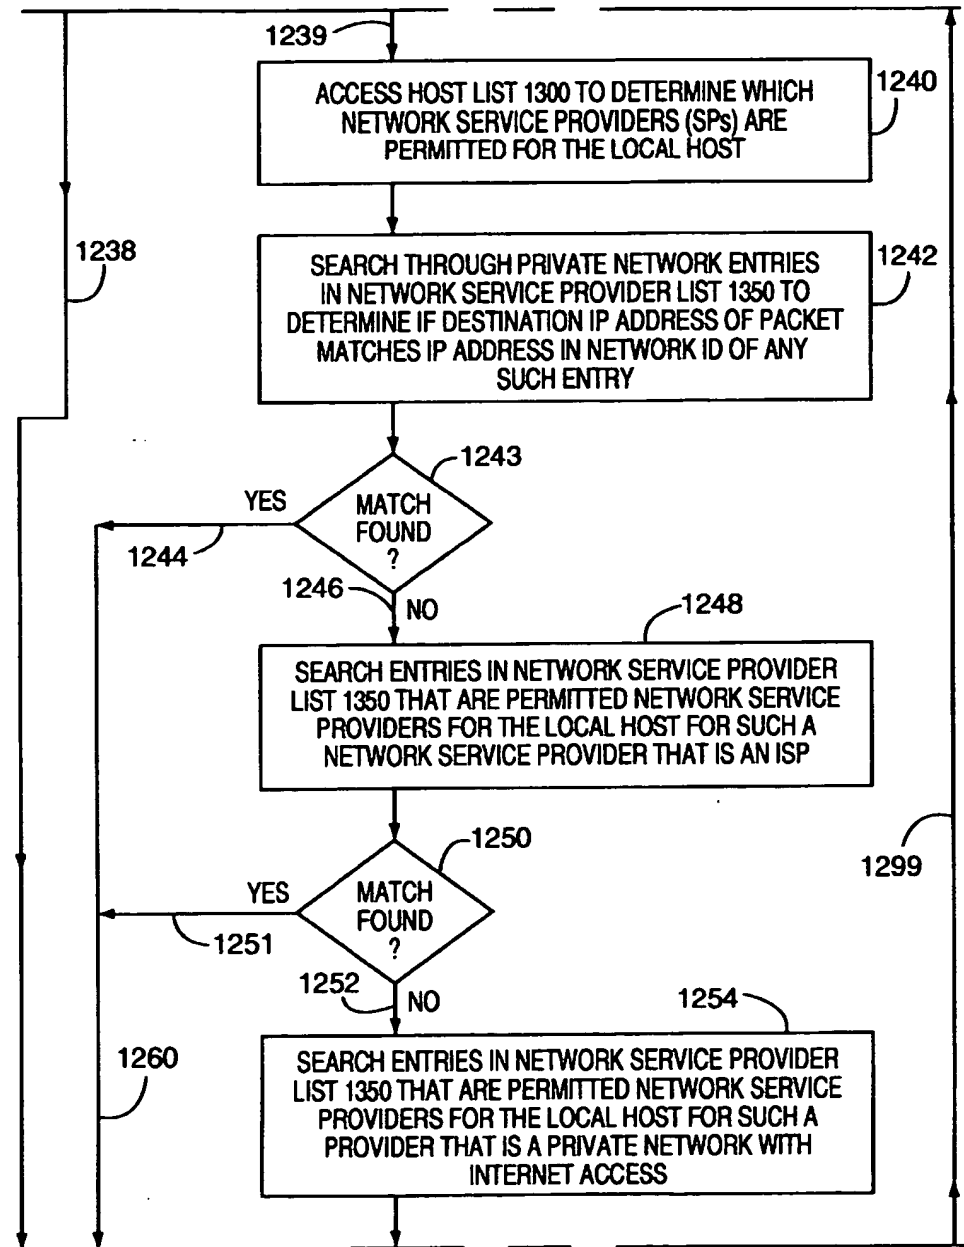 1239
ACCESS HOST LIST 1300 TO DETERMINE WHICH
NETWORK SERVICE PROVIDERS (SPs) ARE
PERMITTED FOR THE LOCAL HOST
1240
1238
SEARCH THROUGH PRIVATE NETWORK ENTRIES
IN NETWORK SERVICE PROVIDER LIST 1350 TO
DETERMINE IF DESTINATION IP ADDRESS OF PACKET
MATCHES IP ADDRESS IN NETWORK ID OF ANY
SUCH ENTRY
1242
1243
YES
MATCH
FOUND
?
1244
1246
NO
1248
SEARCH ENTRIES IN NETWORK SERVICE PROVIDER
LIST 1350 THAT ARE PERMITTED NETWORK SERVICE
PROVIDERS FOR THE LOCAL HOST FOR SUCH A
NETWORK SERVICE PROVIDER THAT IS AN ISP
1250
1299
YES
MATCH
FOUND
?
1251
1252
NO
1254
1260
SEARCH ENTRIES IN NETWORK SERVICE PROVIDER
LIST 1350 THAT ARE PERMITTED NETWORK SERVICE
PROVIDERS FOR THE LOCAL HOST FOR SUCH A
PROVIDER THAT IS A PRIVATE NETWORK WITH
INTERNET ACCESS